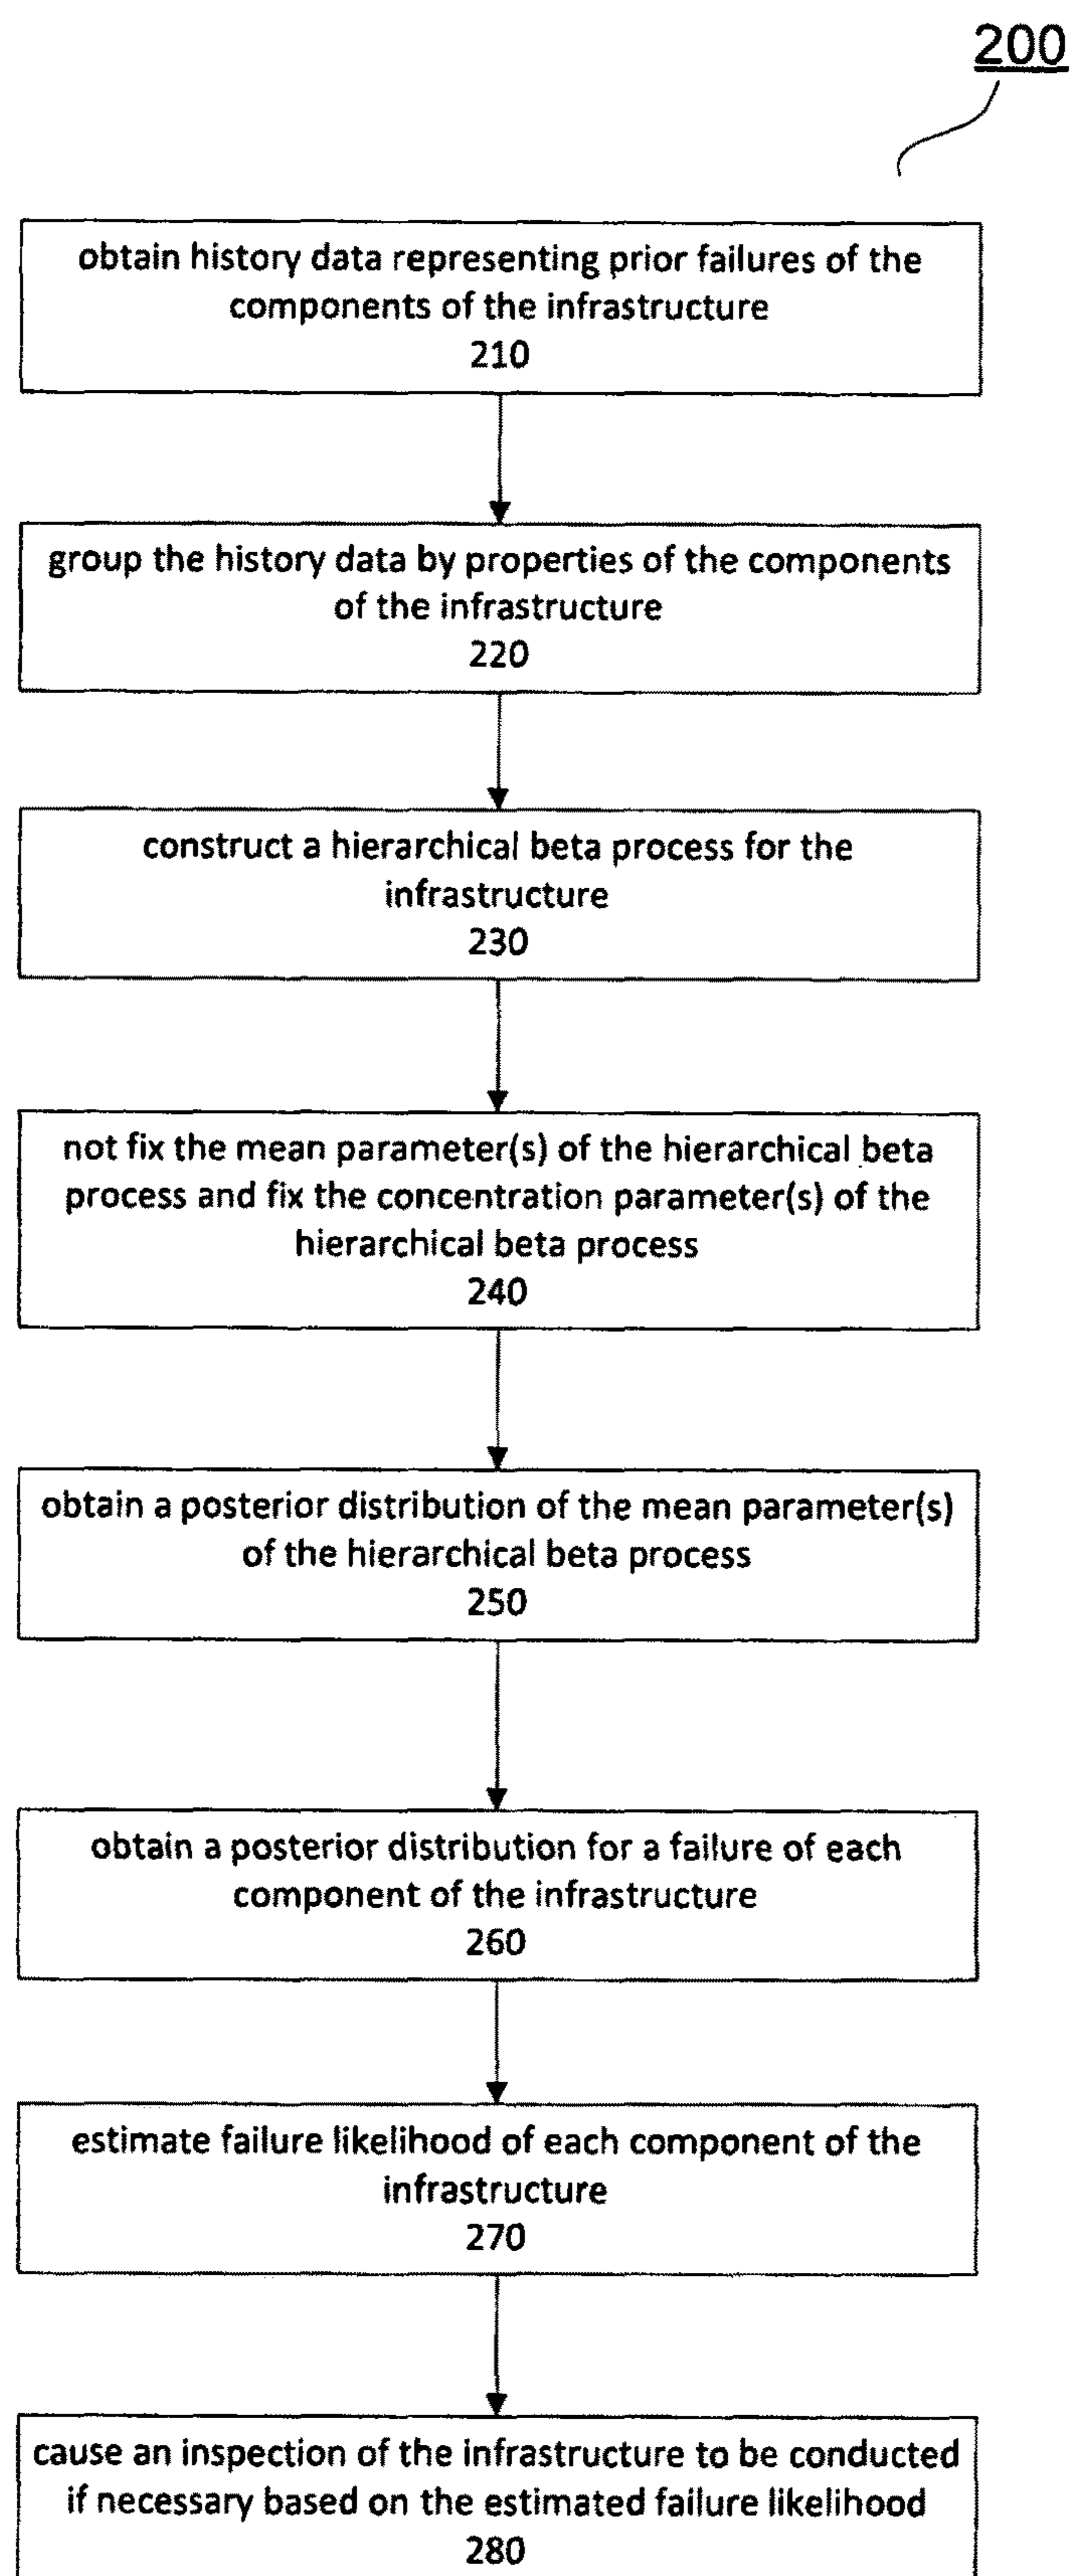 200
obtain history data representing prior failures of the
components of the infrastructure
210
group the history data by properties of the components
of the infrastructure
220
construct a hierarchical beta process for the
infrastructure
230
not fix the mean parameter(s) of the hierarchical beta
process and fix the concentration parameter(s) of the
hierarchical beta process
240
obtain a posterior distribution of the mean parameter(s)
of the hierarchical beta process
250
obtain a posterior distribution for a failure of each
component of the infrastructure
260
estimate failure likelihood of each component of the
infrastructure
270
cause an inspection of the infrastructure to be conducted
if necessary based on the estimated failure likelihood
280